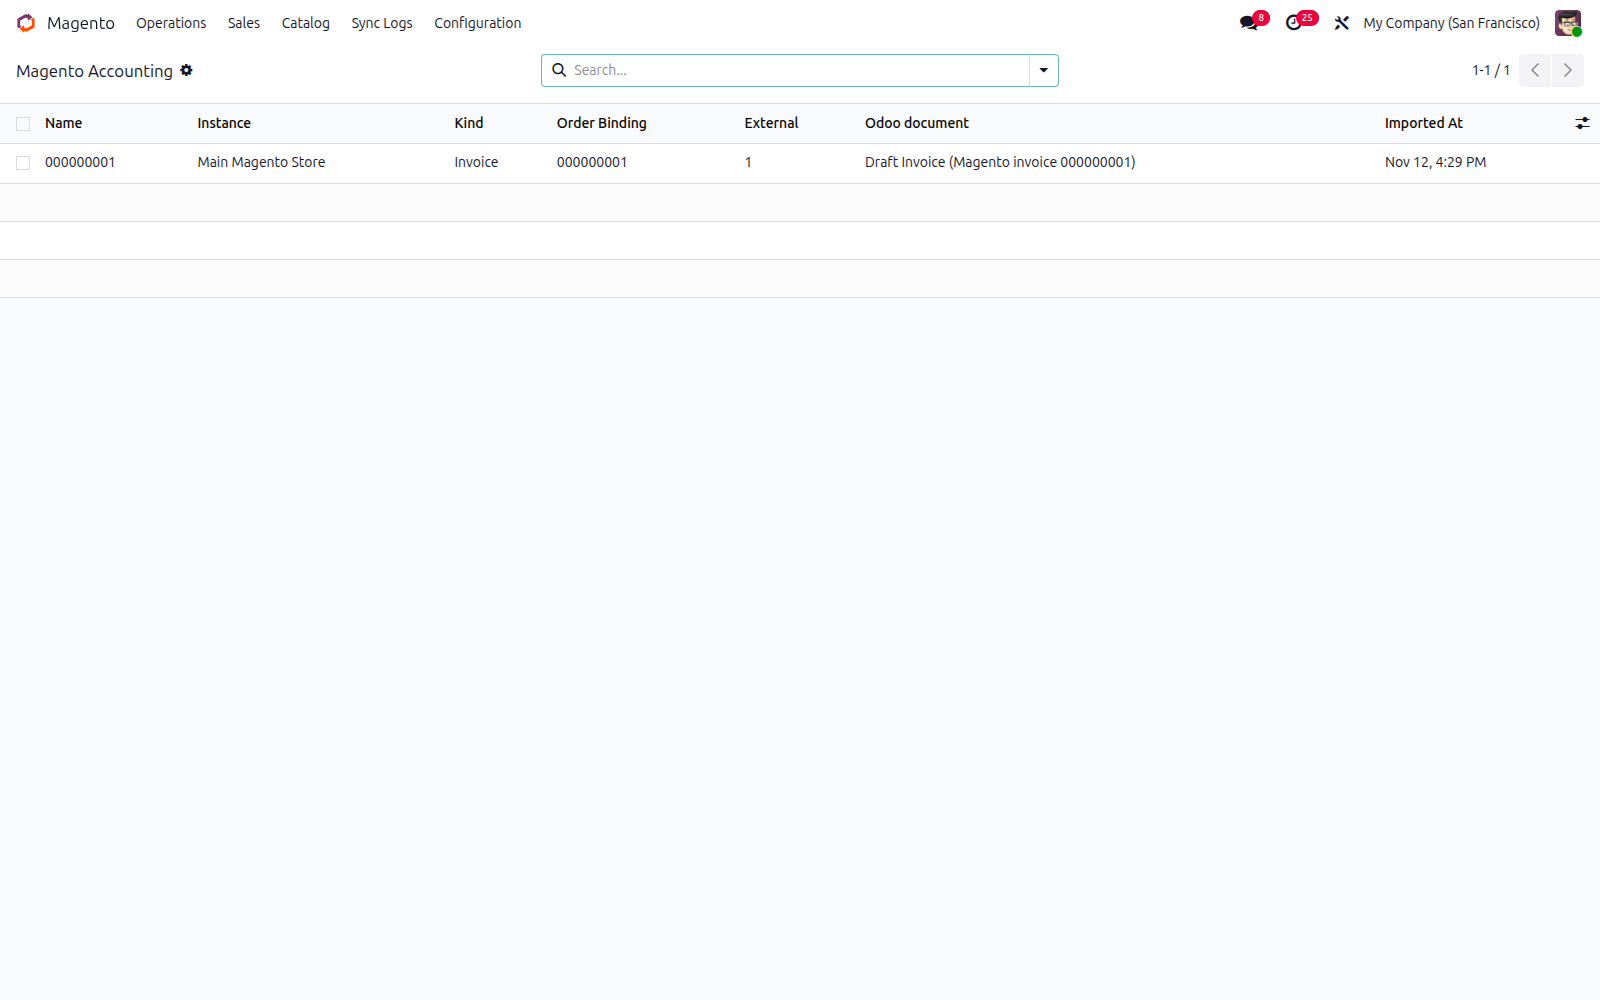 Magento Operations Sales Catalog Sync Logs Configuration 8 25 My Company (San Francisco)
Magento Accounting Search... 1-1 / 1
Name Instance Kind Order Binding External Odoo document Imported At
000000001 Main Magento Store Invoice 000000001 1 Draft Invoice (Magento invoice 000000001) Nov 12, 4:29 PM